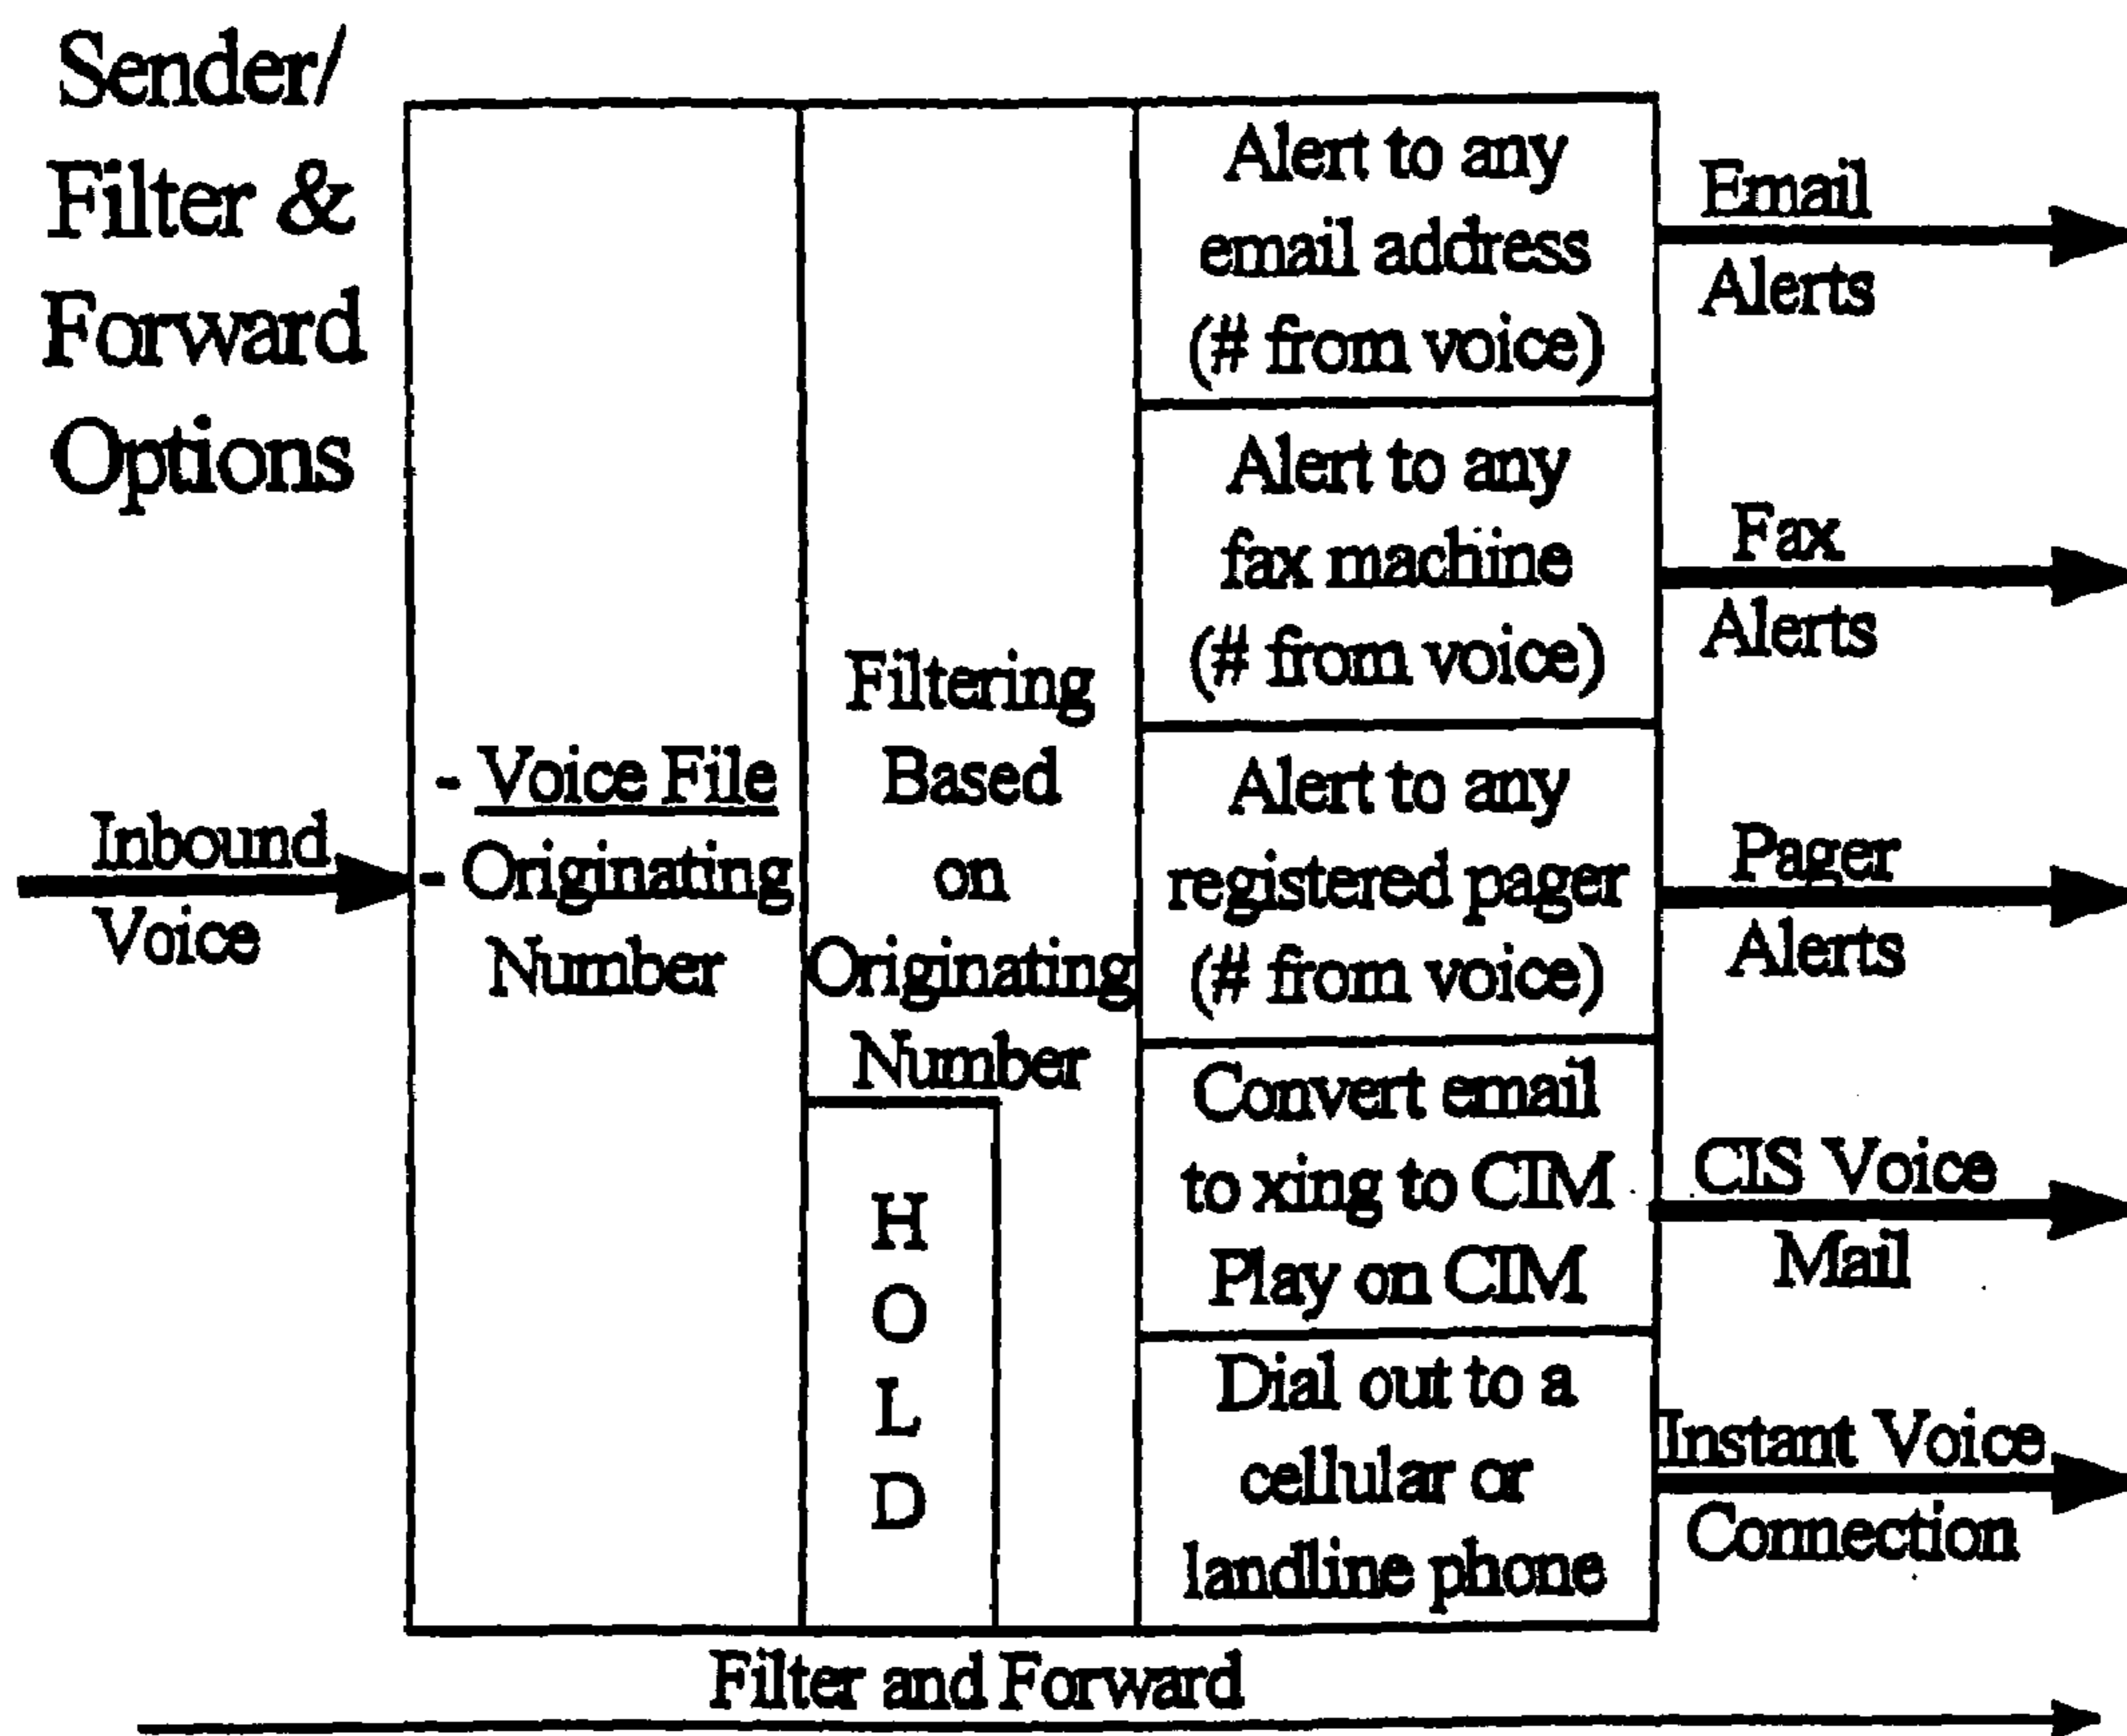 Sender/
Filter &
Forward
Options
Inbound
Voice
- Voice File
- Originating
Number
Filtering
Based
on
Originating
Number
H
O
L
D
Alert to any
email address
(# from voice)
Alert to any
fax machine
(# from voice)
Alert to any
registered pager
(# from voice)
Convert email
to xing to CIM
Play on CIM
Dial out to a
cellular or
landline phone
Email
Alerts
Fax
Alerts
Pager
Alerts
CIS Voice
Mail
Instant Voice
Connection
Filter and Forward